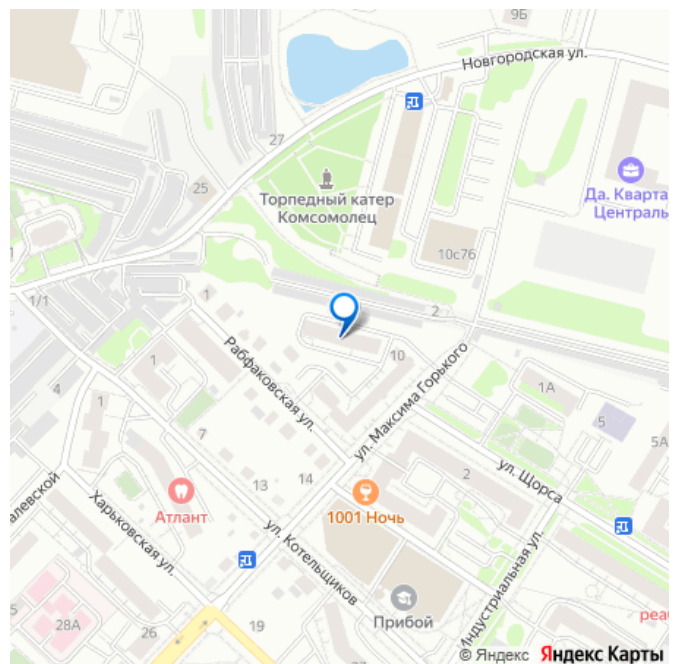 9Б
Новгородская ул.
27
25
Торпедный катер
Комсомолец
Да. Кварта
Централь
10с76
1
1/1
1
2
Рабфаковская ул.
10
ул. Максима Горького
1
4
1
1А
5
5А
7
ул. Щорса
2
13
14
алевской
Атлант
1001 Ночь
Харьковская ул.
ул. Котельщиков
Индустриальная ул.
5
28А
26
19
Прибой
реа
© Яндекс Яндекс Карты